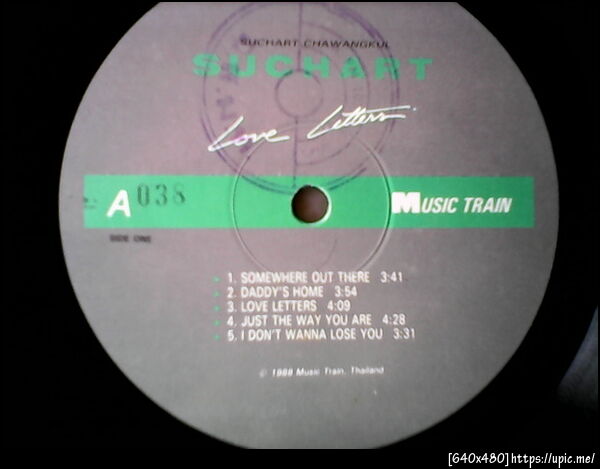 SUCHART CHAWANGKUL
SUCHART
Love Letters
A 038
MUSIC TRAIN
SIDE ONE
1. SOMEWHERE OUT THERE 3:41
2. DADDY'S HOME 3:54
3. LOVE LETTERS 4:09
4. JUST THE WAY YOU ARE 4:28
5. I DON'T WANNA LOSE YOU 3:31
© 1988 Music Train, Thailand
[640x480]https://upic.me/